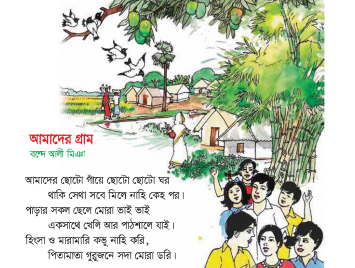 আমাদের গ্রাম
বন্দে আলী মিঞা
আমাদের ছোটো গাঁয়ে ছোটো ছোটো ঘর
থাকি সেথা সবে মিলে নাহি কেহ পর।
পাড়ার সকল ছেলে মোরা ভাই ভাই
একসাথে খেলি আর পাঠশালে যাই।
হিংসা ও মারামারি কভু নাহি করি,
পিতামাতা গুরুজনে সদা মোরা ডরি।